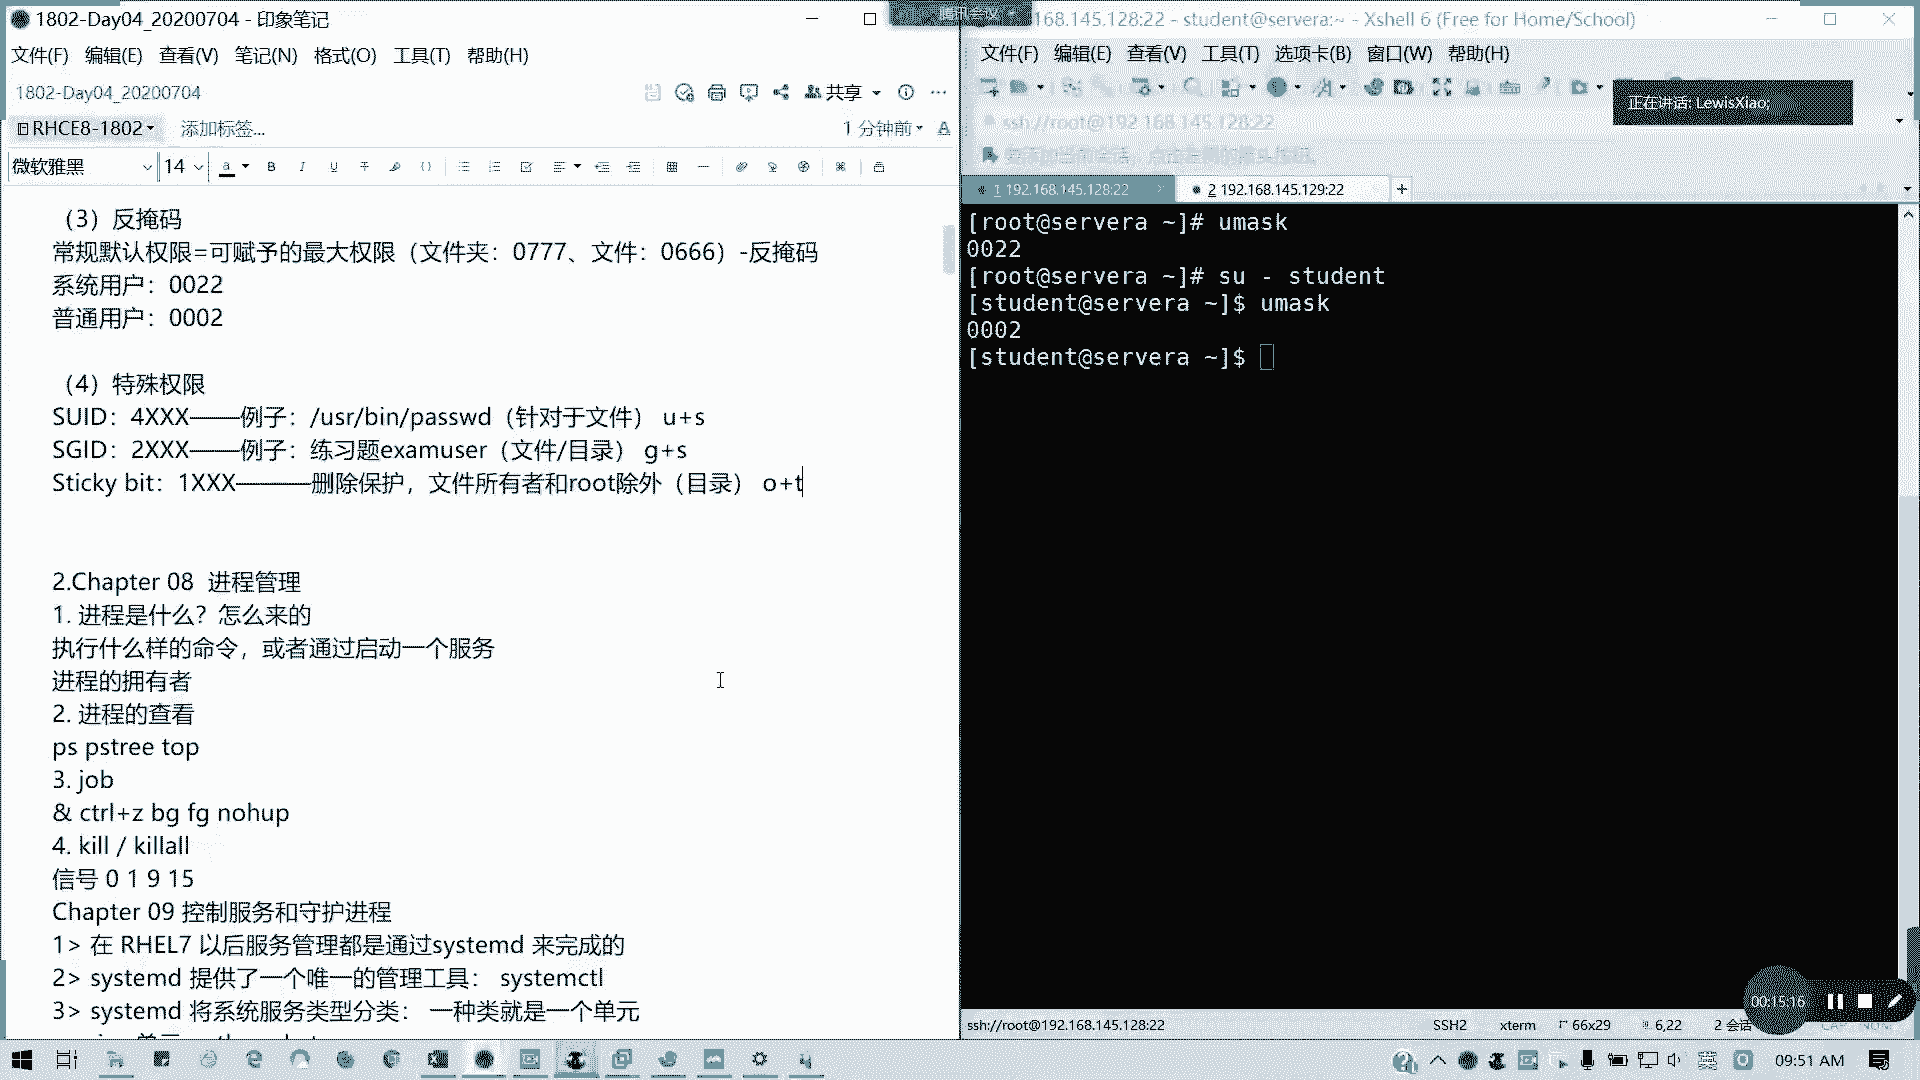 1802-Day04_20200704 - 印象笔记
文件(F) 编辑(E) 查看(V) 笔记(N) 格式(O) 工具(T) 帮助(H)
1802-Day04_20200704
共享
RHCE8-1802 添加标签...
1 分钟前
微软雅黑 14
（3）反掩码
常规默认权限=可赋予的最大权限（文件夹：0777、文件：0666）-反掩码
系统用户：0022
普通用户：0002
（4）特殊权限
SUID：4XXX——例子：/usr/bin/passwd（针对于文件） u+s
SGID：2XXX——例子：练习题examuser（文件/目录） g+s
Sticky bit：1XXX———删除保护，文件所有者和root除外（目录） o+t
2.Chapter 08 进程管理
1. 进程是什么？怎么来的
执行什么样的命令，或者通过启动一个服务
进程的拥有者
2. 进程的查看
ps pstree top
3. job
& ctrl+z bg fg nohup
4. kill / killall
信号 0 1 9 15
Chapter 09 控制服务和守护进程
1> 在 RHEL7 以后服务管理都是通过systemd 来完成的
2> systemd 提供了一个唯一的管理工具： systemctl
3> systemd 将系统服务类型分类： 一种类就是一个单元
腾讯会议
168.145.128:22 - student@servera:~ - Xshell 6 (Free for Home/School)
文件(F) 编辑(E) 查看(V) 工具(T) 选项卡(B) 窗口(W) 帮助(H)
正在讲话: LewisXiao;
ssh://root@192.168.145.128:22
1 192.168.145.128:22
2 192.168.145.129:22
[root@servera ~]# umask
0022
[root@servera ~]# su - student
[student@servera ~]$ umask
0002
[student@servera ~]$
00:15:16
ssh://root@192.168.145.128:22 SSH2 xterm 66x29 6,22 2 会话
09:51 AM